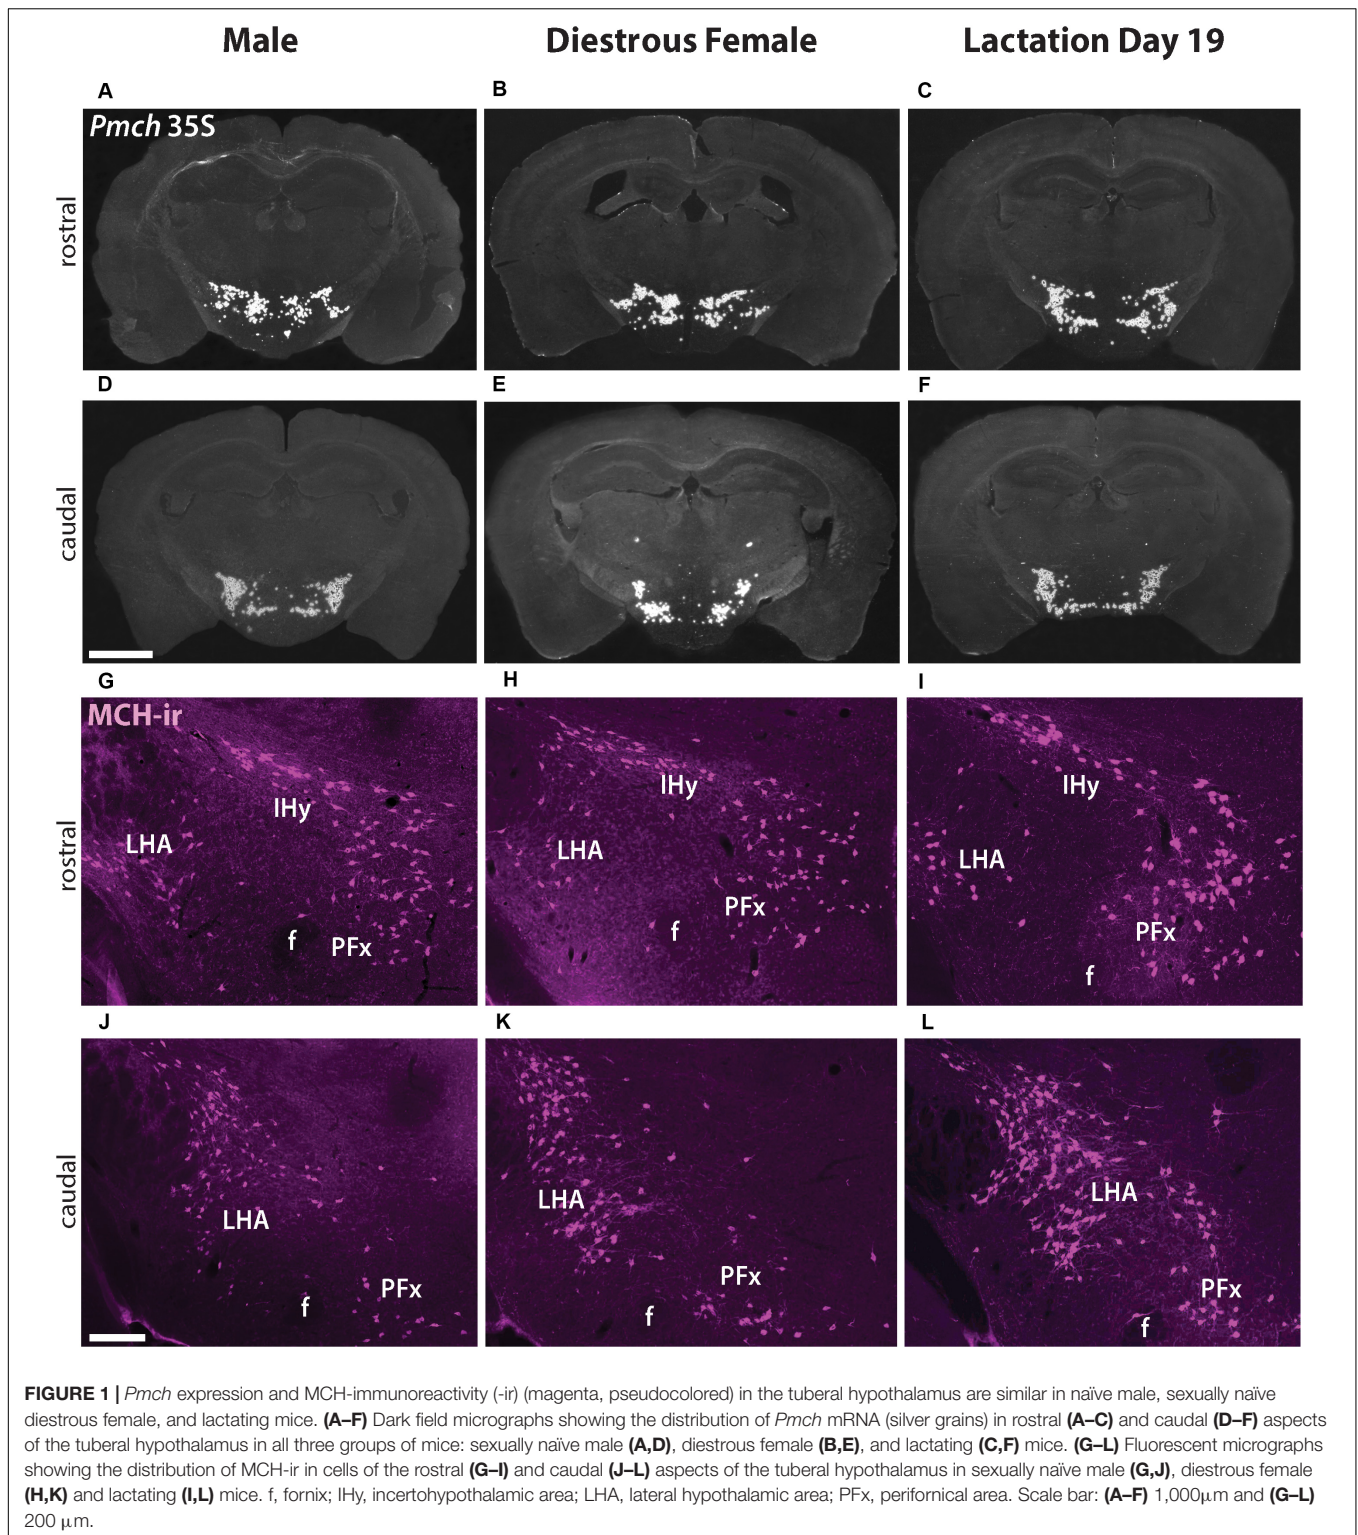 Male Diestrous Female Lactation Day 19
A B C
Pmch 35S
rostral
D E F
caudal
G H I
MCH-ir
rostral
IHy
LHA
f
PFx
IHy
LHA
PFx
f
IHy
LHA
PFx
f
J K L
caudal
LHA
PFx
f
LHA
PFx
f
LHA
PFx
f
FIGURE 1 | Pmch expression and MCH-immunoreactivity (-ir) (magenta, pseudocolored) in the tuberal hypothalamus are similar in naïve male, sexually naïve
diestrous female, and lactating mice. (A–F) Dark field micrographs showing the distribution of Pmch mRNA (silver grains) in rostral (A–C) and caudal (D–F) aspects
of the tuberal hypothalamus in all three groups of mice: sexually naïve male (A,D), diestrous female (B,E), and lactating (C,F) mice. (G–L) Fluorescent micrographs
showing the distribution of MCH-ir in cells of the rostral (G–I) and caudal (J–L) aspects of the tuberal hypothalamus in sexually naïve male (G,J), diestrous female
(H,K) and lactating (I,L) mice. f, fornix; IHy, incertohypothalamic area; LHA, lateral hypothalamic area; PFx, perifornical area. Scale bar: (A–F) 1,000μm and (G–L)
200 μm.